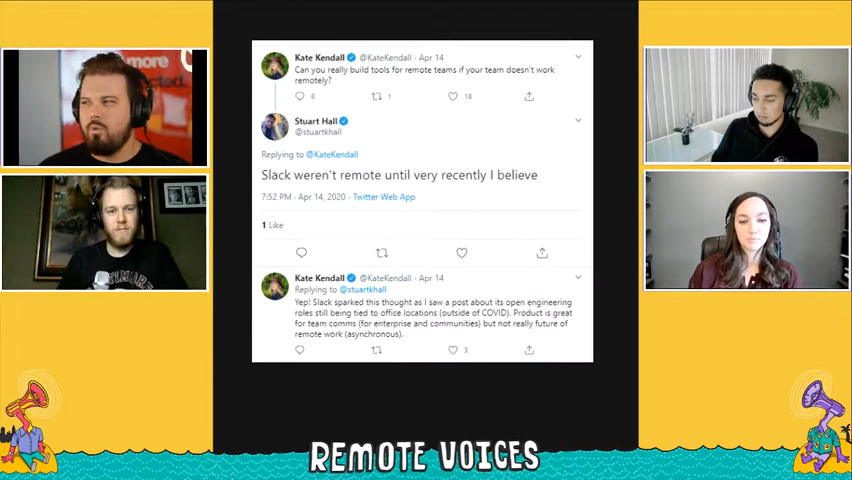 more
cted.
Kate Kendall @KateKendall · Apr 14
Can you really build tools for remote teams if your team doesn't work
remotely?
8 1 18
Stuart Hall
@stuartkhall
Replying to @KateKendall
Slack weren't remote until very recently I believe
7:52 PM · Apr 14, 2020 · Twitter Web App
1 Like
Kate Kendall @KateKendall · Apr 14
Replying to @stuartkhall
Yep! Slack sparked this thought as I saw a post about its open engineering
roles still being tied to office locations (outside of COVID). Product is great
for team comms (for enterprise and communities) but not really future of
remote work (asynchronous).
3
TIMORE
REMOTE VOICES